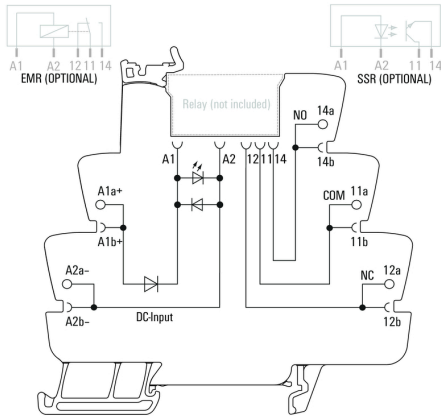 A1 A2 12 11 14
EMR (OPTIONAL)
A1 A2 11 14
SSR (OPTIONAL)
Relay (not included)
A1 A2 12 11 14
NO 14a
14b
COM 11a
11b
NC 12a
12b
A1a+
A1b+
A2a–
A2b–
DC-Input